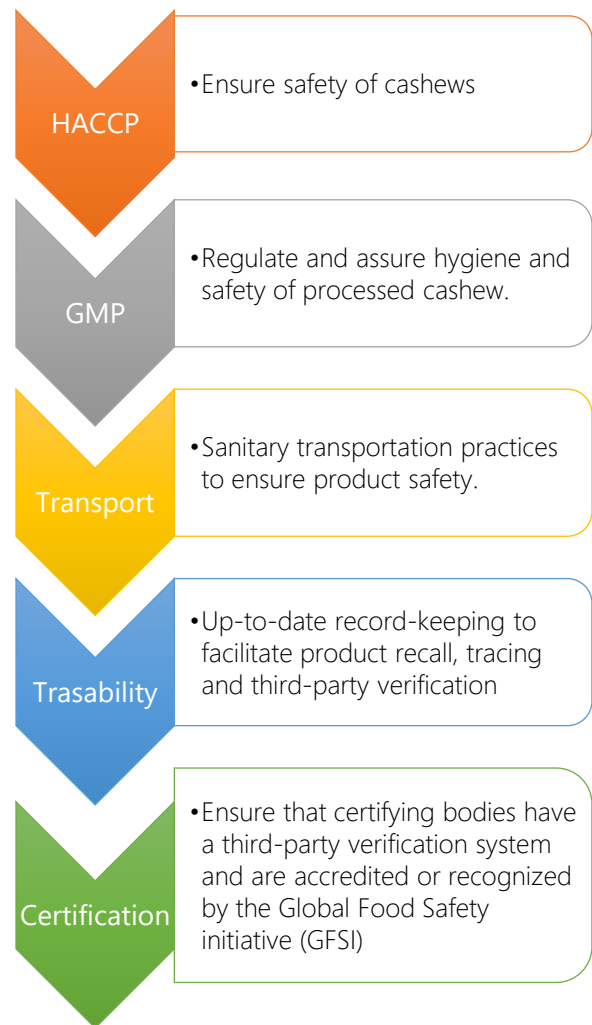 HACCP
•Ensure safety of cashews
GMP
•Regulate and assure hygiene and
safety of processed cashew.
Transport
•Sanitary transportation practices
to ensure product safety.
Trasability
•Up-to-date record-keeping to
facilitate product recall, tracing
and third-party verification
Certification
•Ensure that certifying bodies have
a third-party verification system
and are accredited or recognized
by the Global Food Safety
initiative (GFSI)